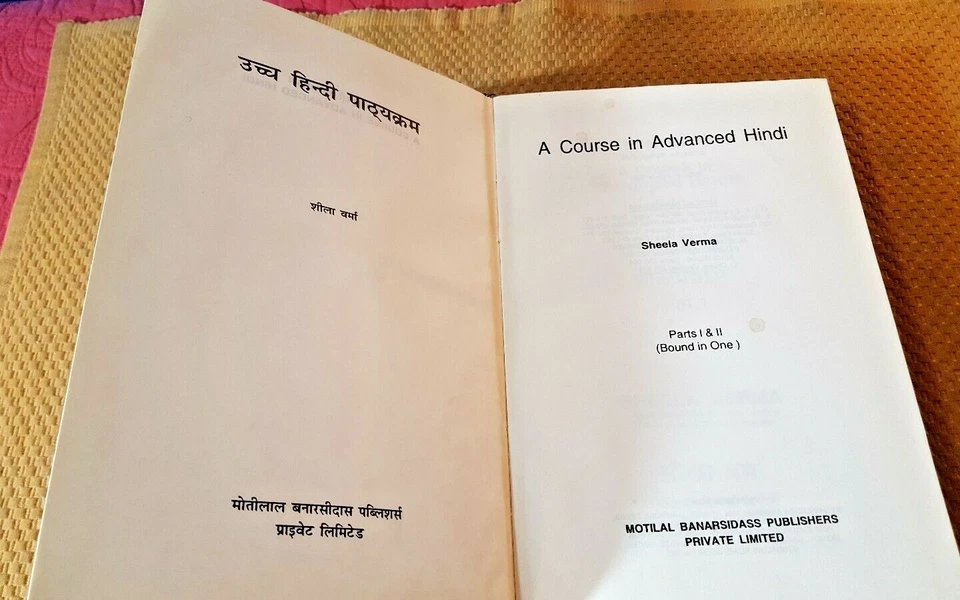 उच्च हिन्दी पाठ्यक्रम
शीला वर्मा
मोतीलाल बनारसीदास पब्लिशर्स
प्राइवेट लिमिटेड
A Course in Advanced Hindi
Sheela Verma
Parts I & II
(Bound in One )
MOTILAL BANARSIDASS PUBLISHERS
PRIVATE LIMITED